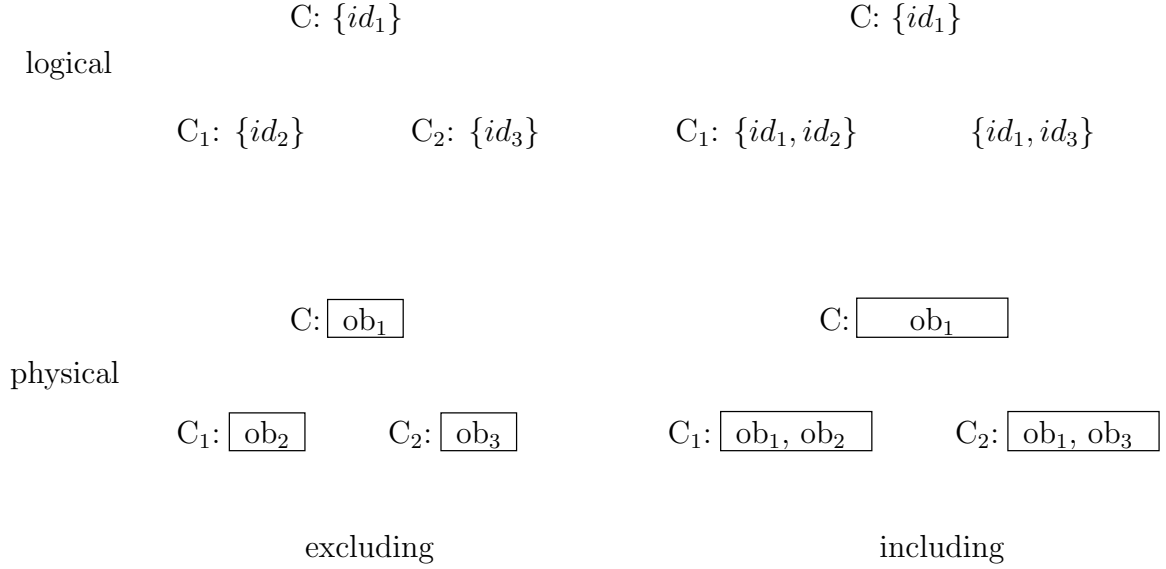 C: {id₁} C: {id₁}
logical
C₁: {id₂} C₂: {id₃} C₁: {id₁, id₂} {id₁, id₃}
C: ob₁ C: ob₁
physical
C₁: ob₂ C₂: ob₃ C₁: ob₁, ob₂ C₂: ob₁, ob₃
excluding including